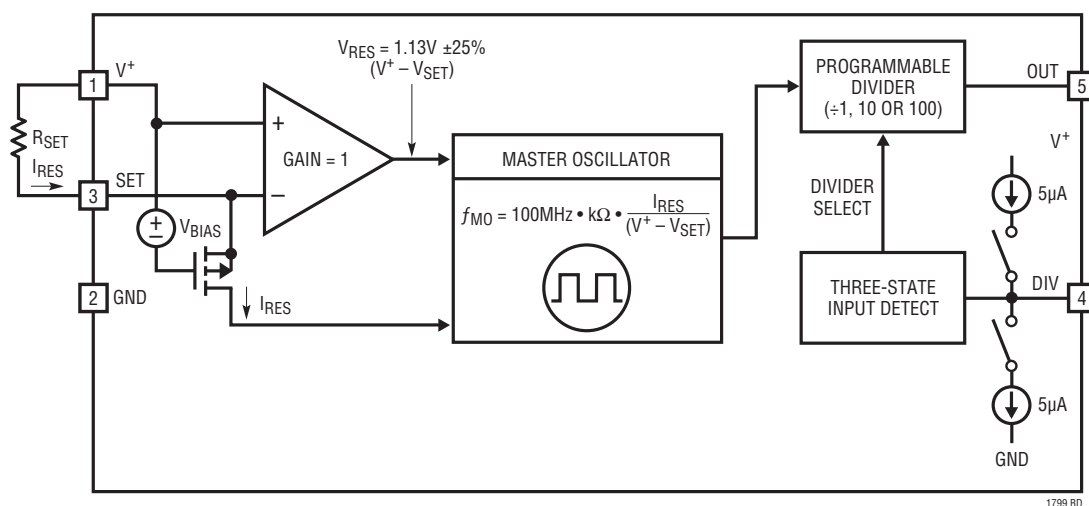 V_RES = 1.13V ±25%
(V⁺ – V_SET)
1
V⁺
R_SET
I_RES
3
SET
+
GAIN = 1
–
+
–
V_BIAS
2
GND
I_RES
MASTER OSCILLATOR
ƒ_MO = 100MHz • kΩ • I_RES / (V⁺ – V_SET)
PROGRAMMABLE
DIVIDER
(÷1, 10 OR 100)
OUT
5
DIVIDER
SELECT
THREE-STATE
INPUT DETECT
V⁺
5µA
DIV
4
5µA
GND
1799 BD